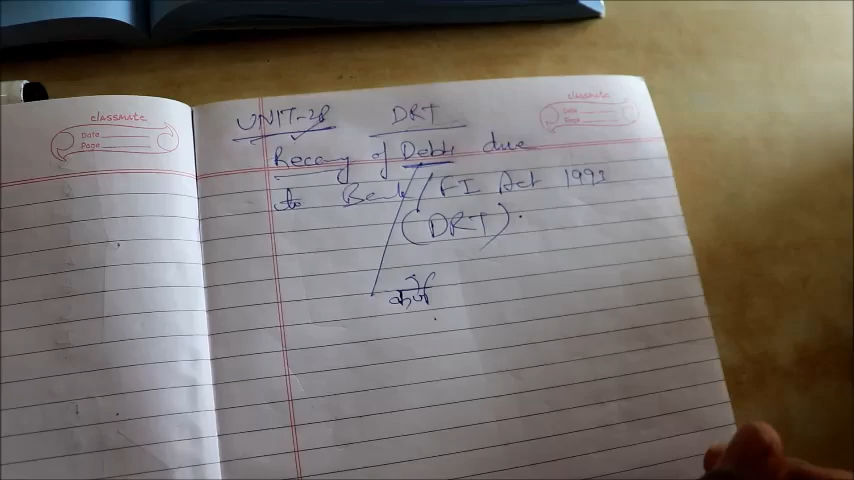 classmate
Date
Page
classmate
Date
Page
UNIT-28 DRT
Recovery of Debts due
to Bank / FI Act 1993
(DRT).
कर्ज